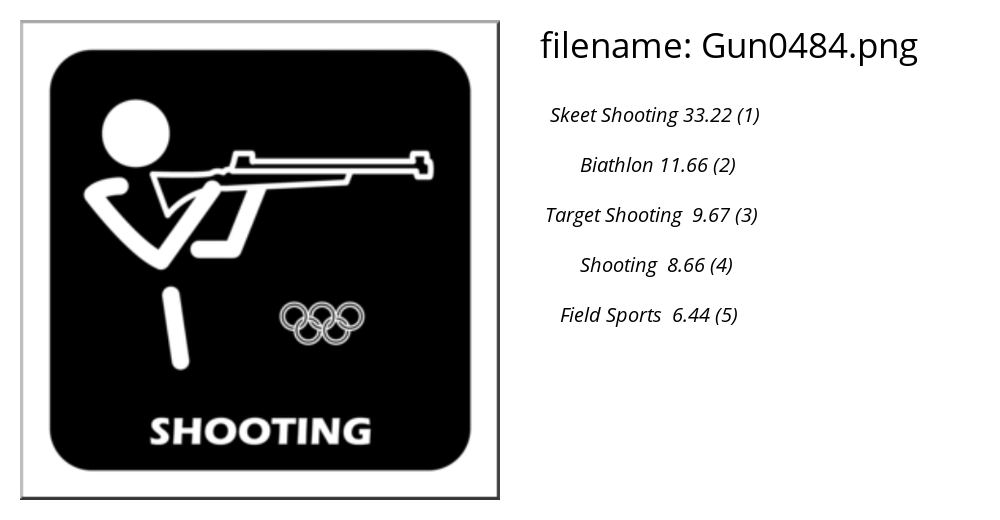 filename: Gun0484.png
Skeet Shooting 33.22 (1)
Biathlon 11.66 (2)
Target Shooting 9.67 (3)
Shooting 8.66 (4)
Field Sports 6.44 (5)
SHOOTING